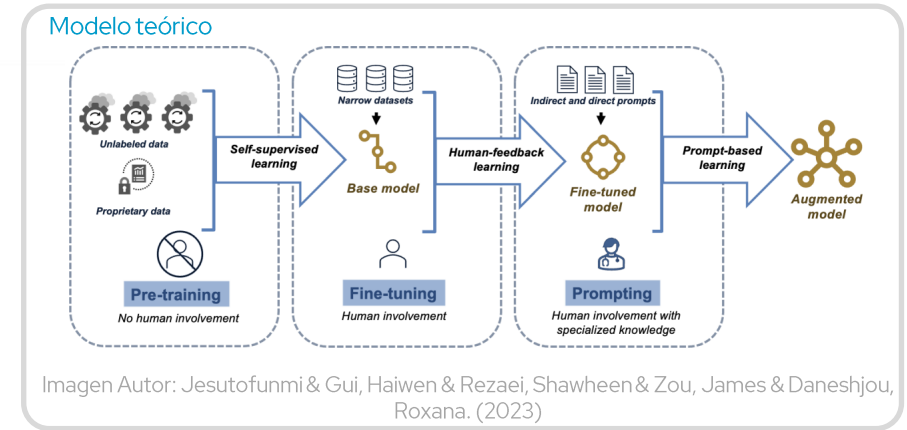 Modelo teórico
Unlabeled data
Proprietary data
Pre-training
No human involvement
Self-supervised
learning
Narrow datasets
Base model
Fine-tuning
Human involvement
Human-feedback
learning
Indirect and direct prompts
Fine-tuned
model
Prompting
Human involvement with
specialized knowledge
Prompt-based
learning
Augmented
model
Imagen Autor: Jesutofunmi & Gui, Haiwen & Rezaei, Shawheen & Zou, James & Daneshjou,
Roxana. (2023)